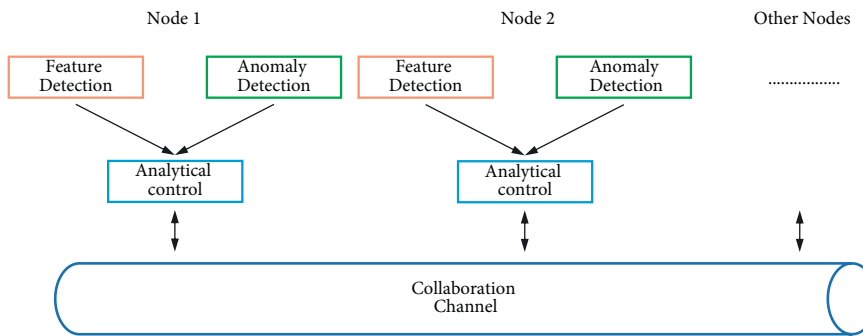 Node 1
Node 2
Other Nodes
Feature
Detection
Anomaly
Detection
Feature
Detection
Anomaly
Detection
.................
Analytical
control
Analytical
control
Collaboration
Channel